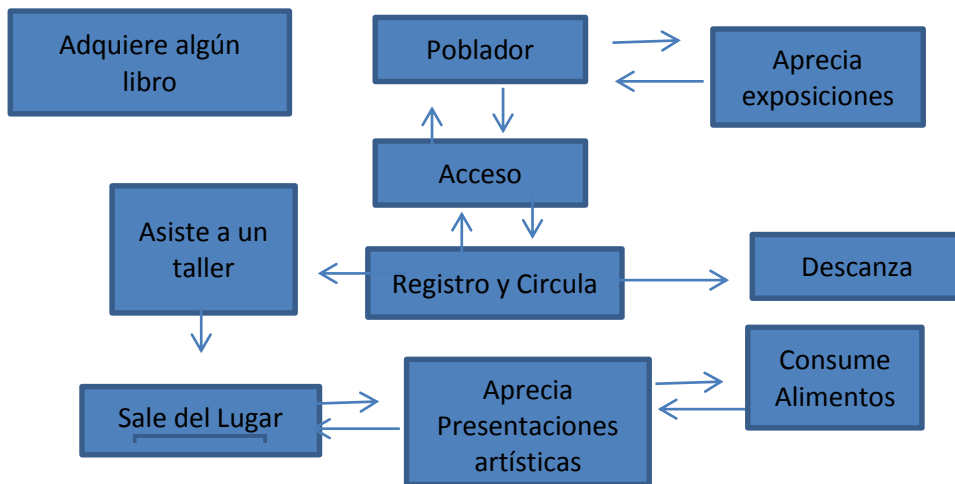 Adquiere algún
libro
Poblador
Aprecia
exposiciones
Acceso
Asiste a un
taller
Registro y Circula
Descanza
Consume
Alimentos
Sale del Lugar
Aprecia
Presentaciones
artísticas